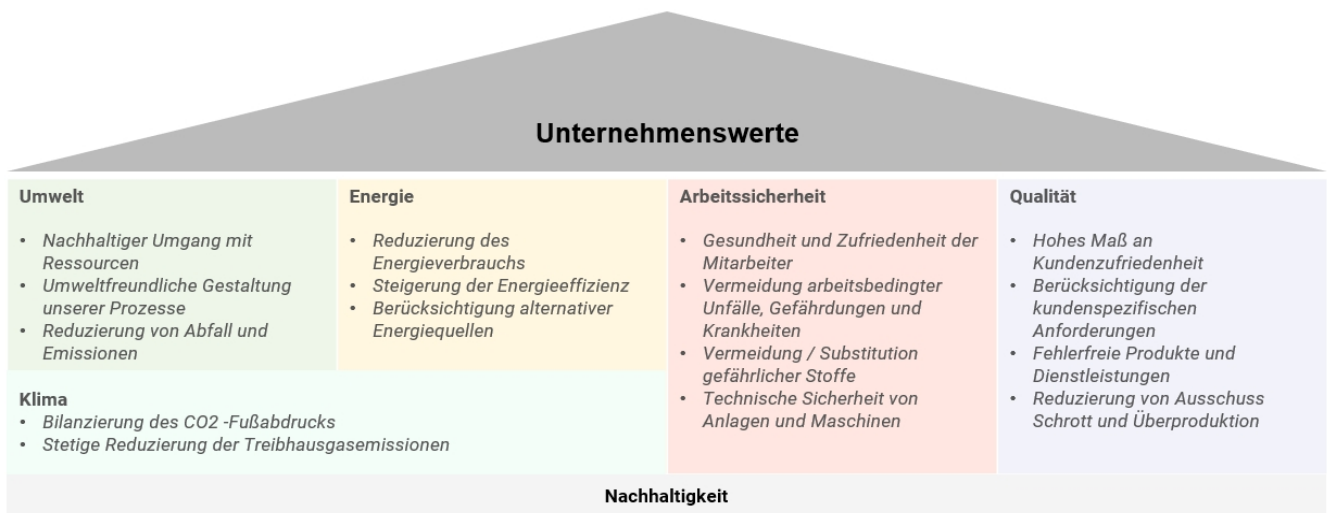 Unternehmenswerte
Umwelt
• Nachhaltiger Umgang mit
Ressourcen
• Umweltfreundliche Gestaltung
unserer Prozesse
• Reduzierung von Abfall und
Emissionen
Energie
• Reduzierung des
Energieverbrauchs
• Steigerung der Energieeffizienz
• Berücksichtigung alternativer
Energiequellen
Klima
• Bilanzierung des CO2 -Fußabdrucks
• Stetige Reduzierung der Treibhausgasemissionen
Arbeitssicherheit
• Gesundheit und Zufriedenheit der
Mitarbeiter
• Vermeidung arbeitsbedingter
Unfälle, Gefährdungen und
Krankheiten
• Vermeidung / Substitution
gefährlicher Stoffe
• Technische Sicherheit von
Anlagen und Maschinen
Qualität
• Hohes Maß an
Kundenzufriedenheit
• Berücksichtigung der
kundenspezifischen
Anforderungen
• Fehlerfreie Produkte und
Dienstleistungen
• Reduzierung von Ausschuss
Schrott und Überproduktion
Nachhaltigkeit